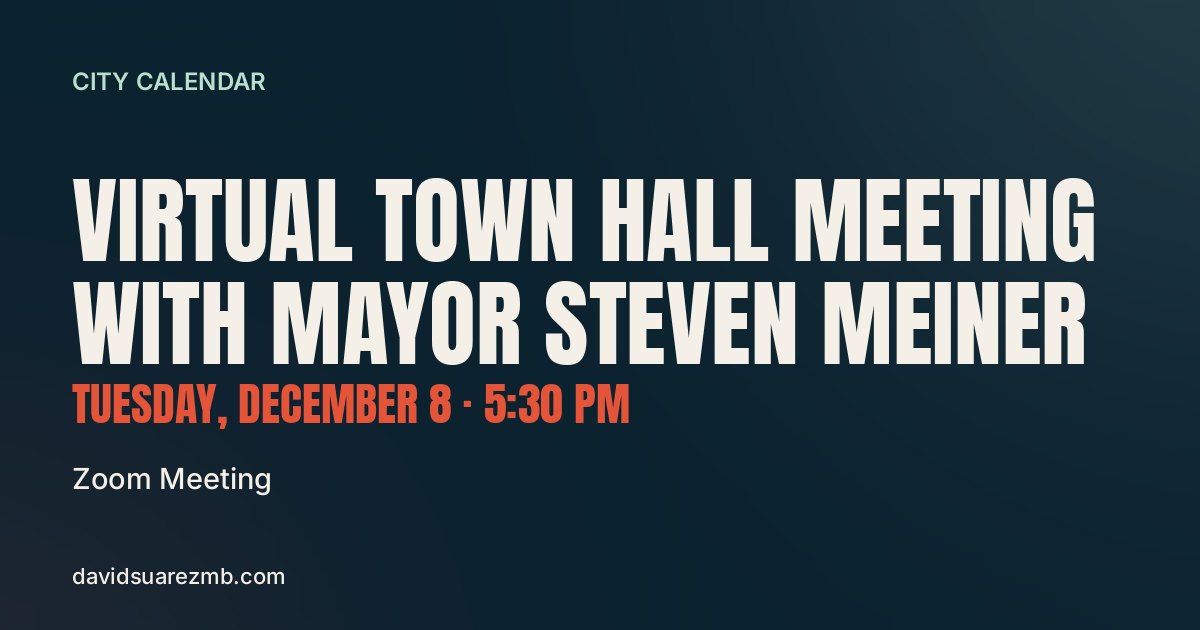 CITY CALENDAR
VIRTUAL TOWN HALL MEETING
WITH MAYOR STEVEN MEINER
TUESDAY, DECEMBER 8 · 5:30 PM
Zoom Meeting
davidsuarezmb.com